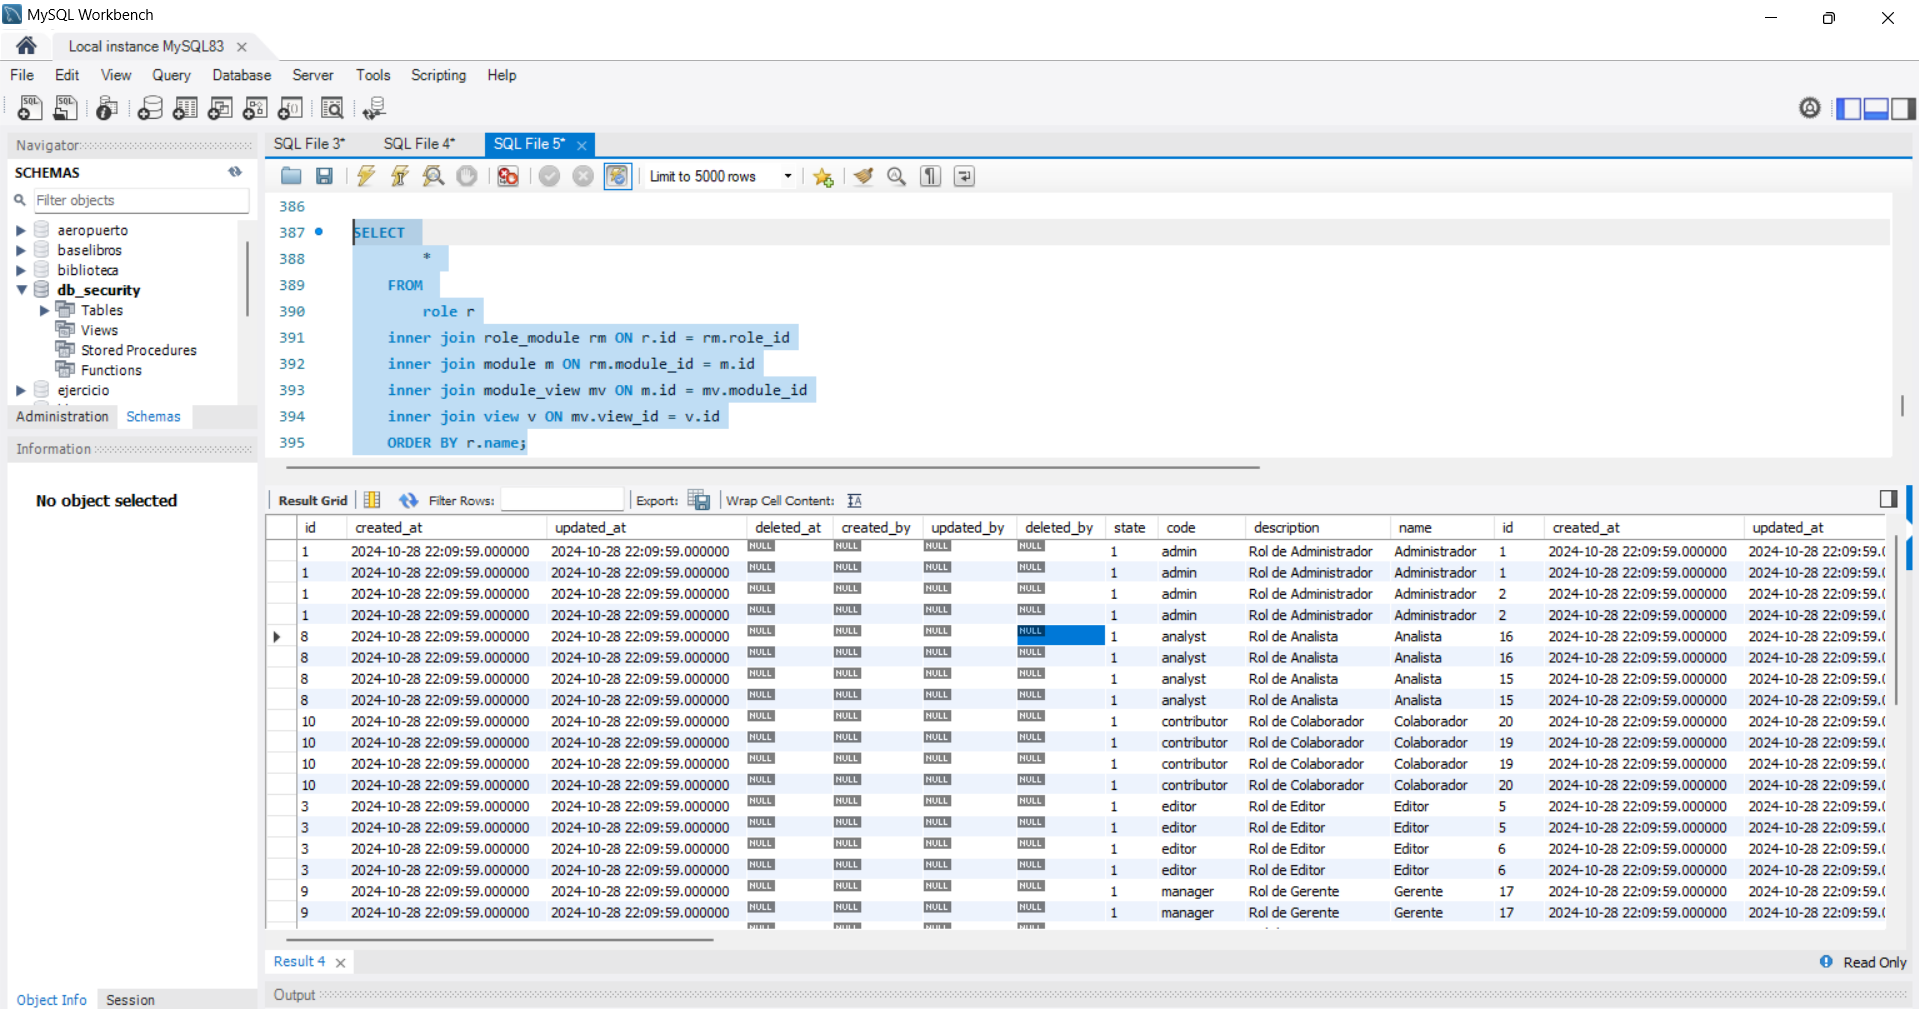 MySQL Workbench
Local instance MySQL83
File Edit View Query Database Server Tools Scripting Help
Navigator
SCHEMAS
Filter objects
aeropuerto
baselibros
biblioteca
db_security
Tables
Views
Stored Procedures
Functions
ejercicio
Administration Schemas
Information
No object selected
Object Info Session
SQL File 3* SQL File 4* SQL File 5*
Limit to 5000 rows
386
387 SELECT
388 *
389 FROM
390 role r
391 inner join role_module rm ON r.id = rm.role_id
392 inner join module m ON rm.module_id = m.id
393 inner join module_view mv ON m.id = mv.module_id
394 inner join view v ON mv.view_id = v.id
395 ORDER BY r.name;
Result Grid Filter Rows: Export: Wrap Cell Content:
id created_at updated_at deleted_at created_by updated_by deleted_by state code description name id created_at updated_at
1 2024-10-28 22:09:59.000000 2024-10-28 22:09:59.000000 NULL NULL NULL NULL 1 admin Rol de Administrador Administrador 1 2024-10-28 22:09:59.000000 2024-10-28 22:09:59.
1 2024-10-28 22:09:59.000000 2024-10-28 22:09:59.000000 NULL NULL NULL NULL 1 admin Rol de Administrador Administrador 1 2024-10-28 22:09:59.000000 2024-10-28 22:09:59.
1 2024-10-28 22:09:59.000000 2024-10-28 22:09:59.000000 NULL NULL NULL NULL 1 admin Rol de Administrador Administrador 2 2024-10-28 22:09:59.000000 2024-10-28 22:09:59.
1 2024-10-28 22:09:59.000000 2024-10-28 22:09:59.000000 NULL NULL NULL NULL 1 admin Rol de Administrador Administrador 2 2024-10-28 22:09:59.000000 2024-10-28 22:09:59.
8 2024-10-28 22:09:59.000000 2024-10-28 22:09:59.000000 NULL NULL NULL NULL 1 analyst Rol de Analista Analista 16 2024-10-28 22:09:59.000000 2024-10-28 22:09:59.
8 2024-10-28 22:09:59.000000 2024-10-28 22:09:59.000000 NULL NULL NULL NULL 1 analyst Rol de Analista Analista 16 2024-10-28 22:09:59.000000 2024-10-28 22:09:59.
8 2024-10-28 22:09:59.000000 2024-10-28 22:09:59.000000 NULL NULL NULL NULL 1 analyst Rol de Analista Analista 15 2024-10-28 22:09:59.000000 2024-10-28 22:09:59.
8 2024-10-28 22:09:59.000000 2024-10-28 22:09:59.000000 NULL NULL NULL NULL 1 analyst Rol de Analista Analista 15 2024-10-28 22:09:59.000000 2024-10-28 22:09:59.
10 2024-10-28 22:09:59.000000 2024-10-28 22:09:59.000000 NULL NULL NULL NULL 1 contributor Rol de Colaborador Colaborador 20 2024-10-28 22:09:59.000000 2024-10-28 22:09:59.
10 2024-10-28 22:09:59.000000 2024-10-28 22:09:59.000000 NULL NULL NULL NULL 1 contributor Rol de Colaborador Colaborador 19 2024-10-28 22:09:59.000000 2024-10-28 22:09:59.
10 2024-10-28 22:09:59.000000 2024-10-28 22:09:59.000000 NULL NULL NULL NULL 1 contributor Rol de Colaborador Colaborador 19 2024-10-28 22:09:59.000000 2024-10-28 22:09:59.
10 2024-10-28 22:09:59.000000 2024-10-28 22:09:59.000000 NULL NULL NULL NULL 1 contributor Rol de Colaborador Colaborador 20 2024-10-28 22:09:59.000000 2024-10-28 22:09:59.
3 2024-10-28 22:09:59.000000 2024-10-28 22:09:59.000000 NULL NULL NULL NULL 1 editor Rol de Editor Editor 5 2024-10-28 22:09:59.000000 2024-10-28 22:09:59.
3 2024-10-28 22:09:59.000000 2024-10-28 22:09:59.000000 NULL NULL NULL NULL 1 editor Rol de Editor Editor 5 2024-10-28 22:09:59.000000 2024-10-28 22:09:59.
3 2024-10-28 22:09:59.000000 2024-10-28 22:09:59.000000 NULL NULL NULL NULL 1 editor Rol de Editor Editor 6 2024-10-28 22:09:59.000000 2024-10-28 22:09:59.
3 2024-10-28 22:09:59.000000 2024-10-28 22:09:59.000000 NULL NULL NULL NULL 1 editor Rol de Editor Editor 6 2024-10-28 22:09:59.000000 2024-10-28 22:09:59.
9 2024-10-28 22:09:59.000000 2024-10-28 22:09:59.000000 NULL NULL NULL NULL 1 manager Rol de Gerente Gerente 17 2024-10-28 22:09:59.000000 2024-10-28 22:09:59.
9 2024-10-28 22:09:59.000000 2024-10-28 22:09:59.000000 NULL NULL NULL NULL 1 manager Rol de Gerente Gerente 17 2024-10-28 22:09:59.000000 2024-10-28 22:09:59.
Result 4
Read Only
Output